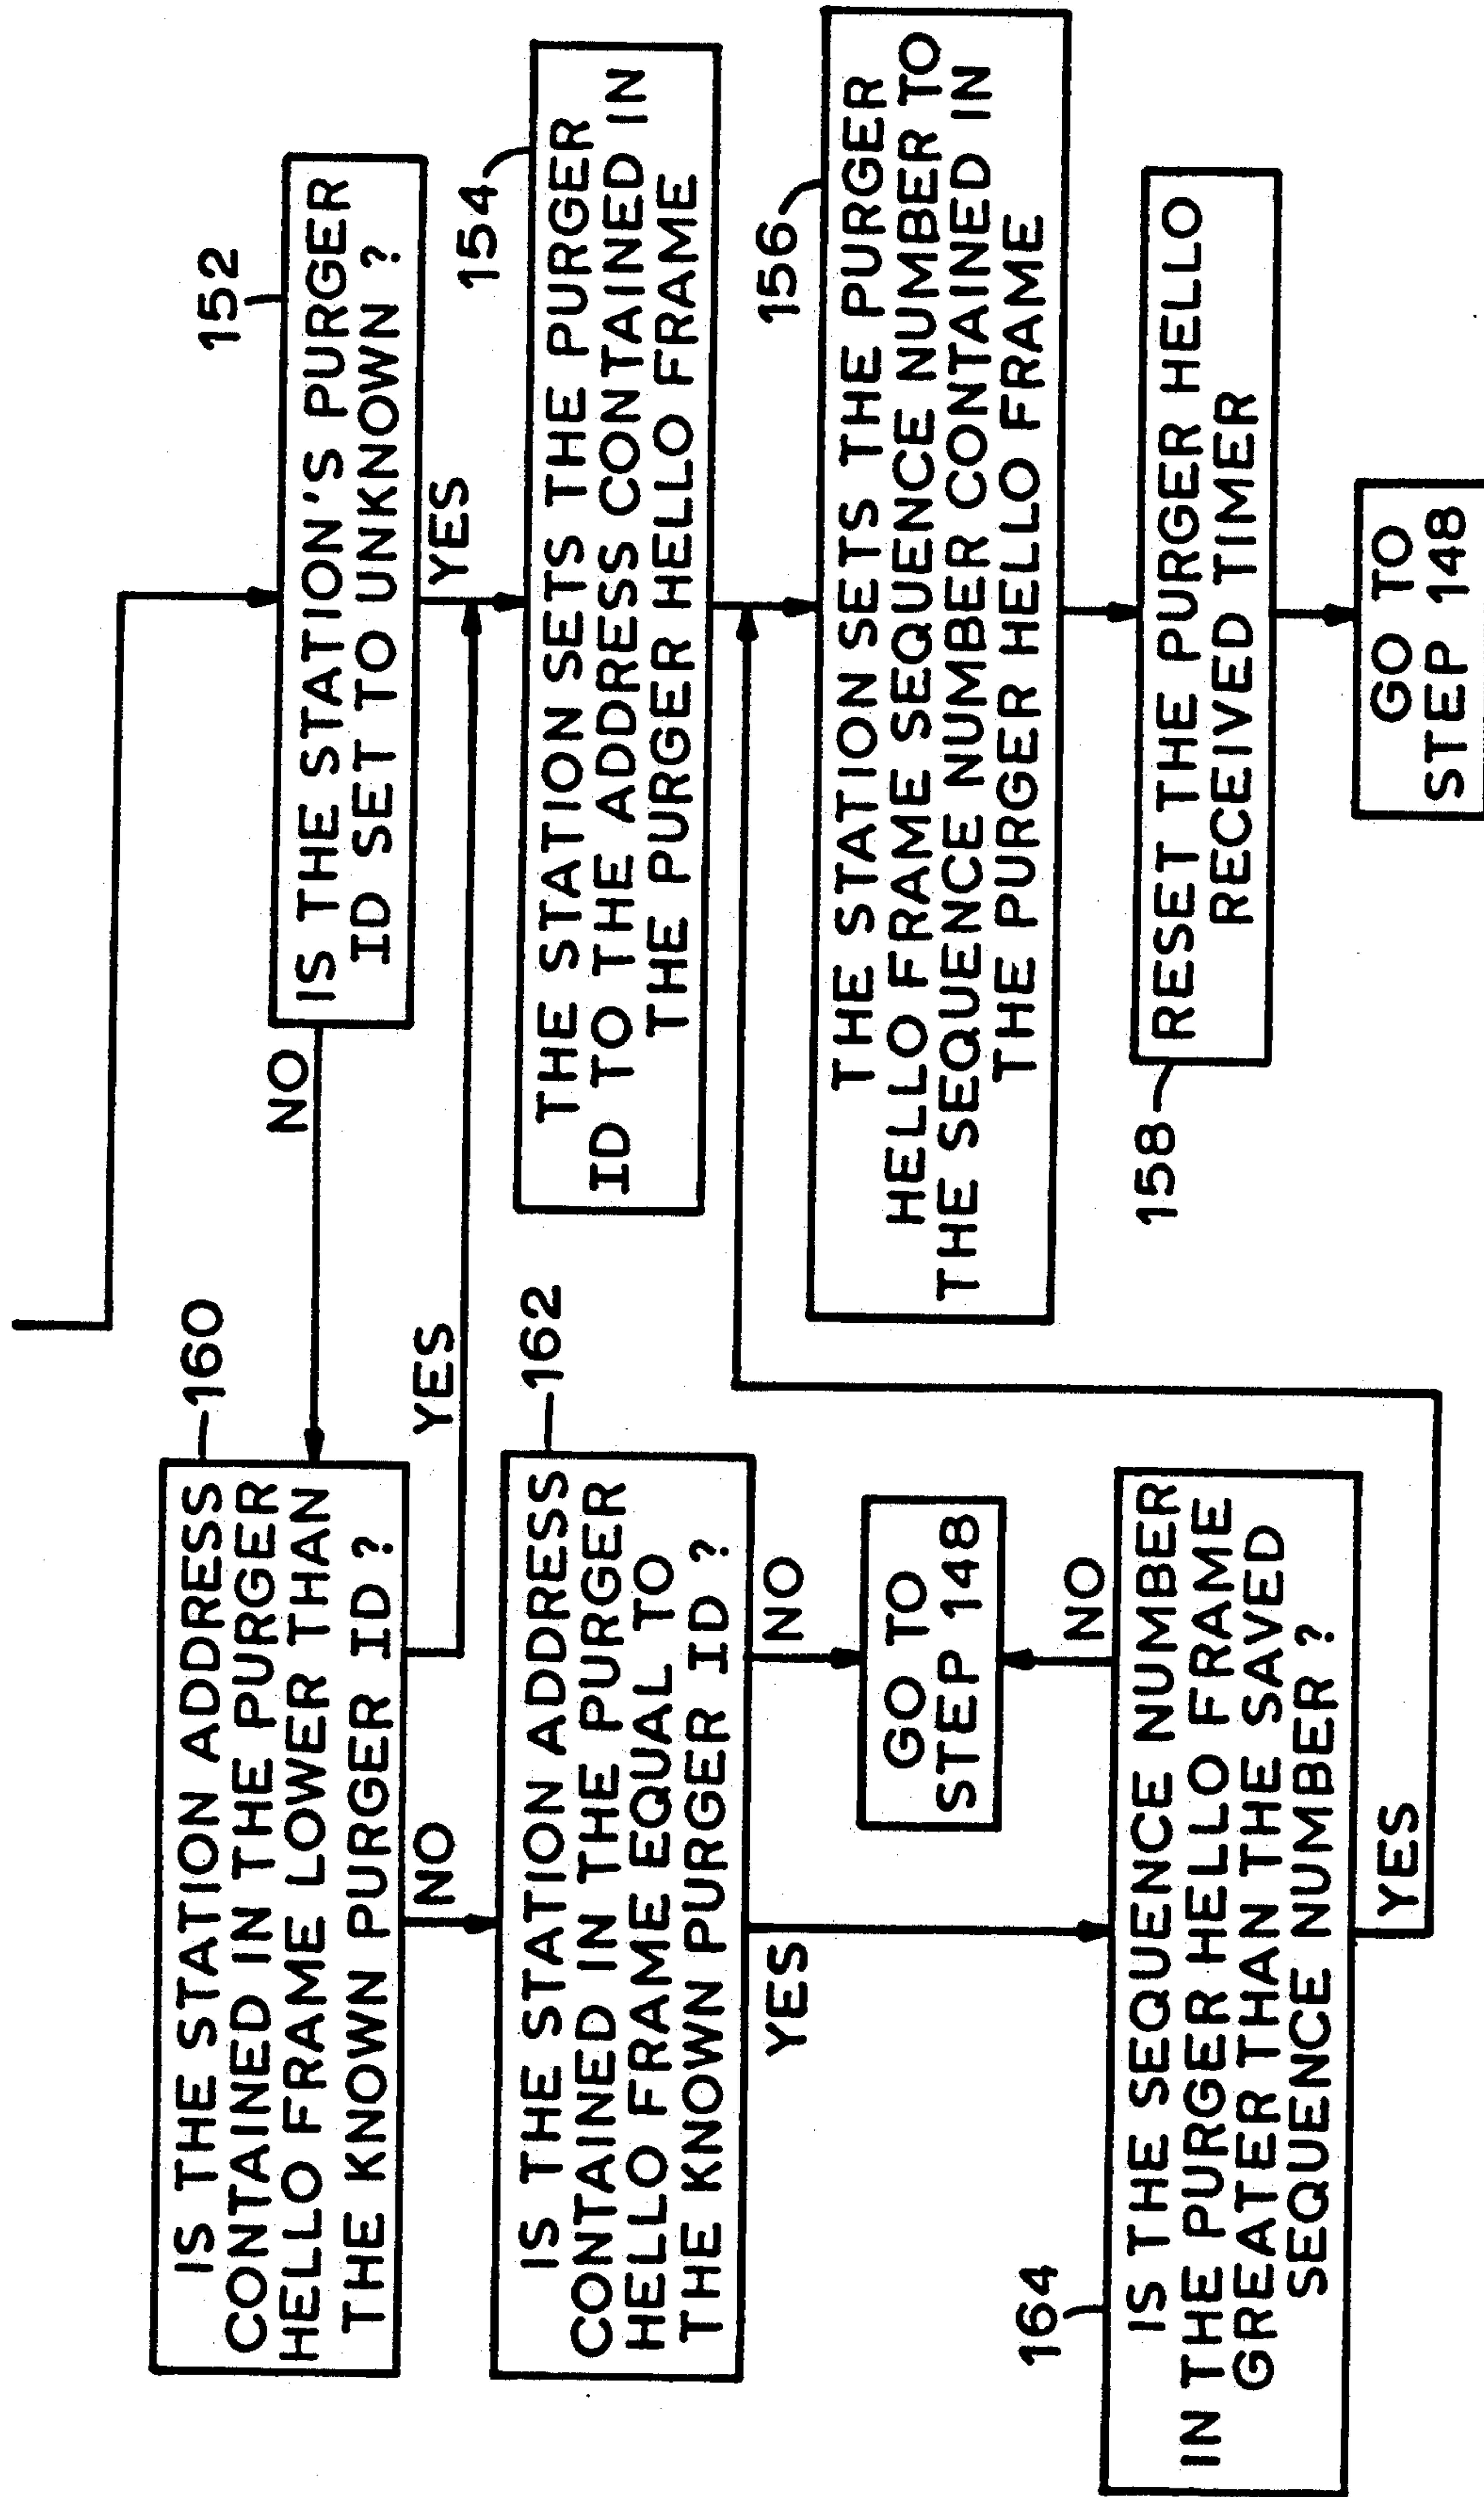 152
IS THE STATION'S PURGER
ID SET TO UNKNOWN?
NO
YES
154
THE STATION SETS THE PURGER
ID TO THE ADDRESS CONTAINED IN
THE PURGER HELLO FRAME
156
THE STATION SETS THE PURGER
HELLO FRAME SEQUENCE NUMBER TO
THE SEQUENCE NUMBER CONTAINED IN
THE PURGER HELLO FRAME
158
RESET THE PURGER HELLO
RECEIVED TIMER
GO TO
STEP 148
160
IS THE STATION ADDRESS
CONTAINED IN THE PURGER
HELLO FRAME LOWER THAN
THE KNOWN PURGER ID?
YES
NO
162
IS THE STATION ADDRESS
CONTAINED IN THE PURGER
HELLO FRAME EQUAL TO
THE KNOWN PURGER ID?
NO
YES
GO TO
STEP 148
NO
164
IS THE SEQUENCE NUMBER
IN THE PURGER HELLO FRAME
GREATER THAN THE SAVED
SEQUENCE NUMBER?
YES